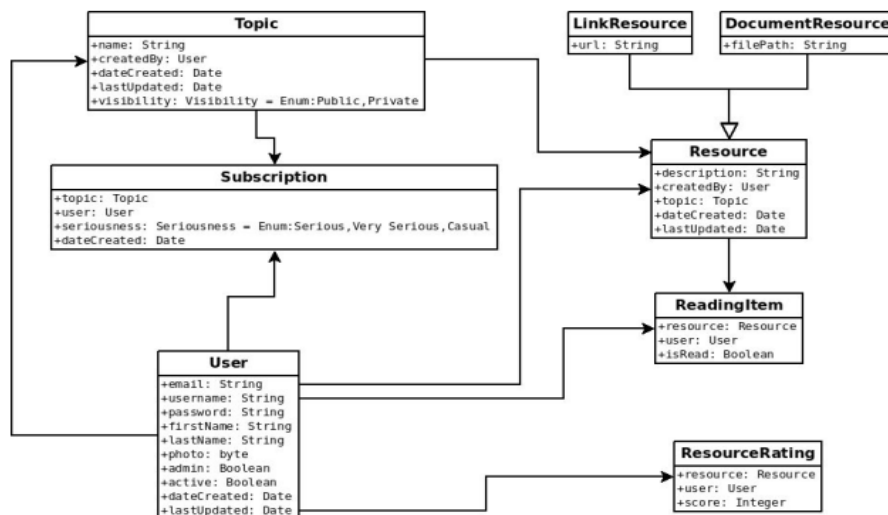 Topic
+name: String
+createdBy: User
+dateCreated: Date
+lastUpdated: Date
+visibility: Visibility = Enum:Public,Private
LinkResource
+url: String
DocumentResource
+filePath: String
Subscription
+topic: Topic
+user: User
+seriousness: Seriousness = Enum:Serious,Very Serious,Casual
+dateCreated: Date
Resource
+description: String
+createdBy: User
+topic: Topic
+dateCreated: Date
+lastUpdated: Date
ReadingItem
+resource: Resource
+user: User
+isRead: Boolean
User
+email: String
+username: String
+password: String
+firstName: String
+lastName: String
+photo: byte
+admin: Boolean
+active: Boolean
+dateCreated: Date
+lastUpdated: Date
ResourceRating
+resource: Resource
+user: User
+score: Integer